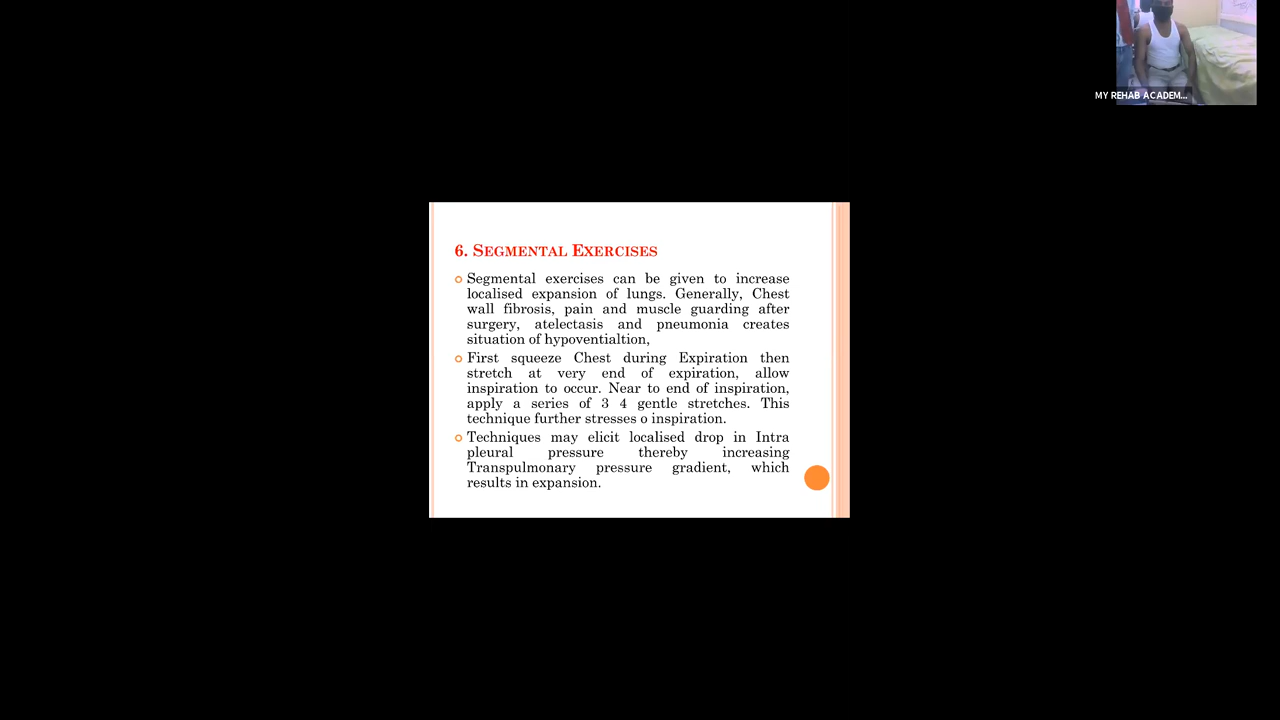 MY REHAB ACADEM...
6. SEGMENTAL EXERCISES
Segmental exercises can be given to increase
localised expansion of lungs. Generally, Chest
wall fibrosis, pain and muscle guarding after
surgery, atelectasis and pneumonia creates
situation of hypoventialtion,
First squeeze Chest during Expiration then
stretch at very end of expiration, allow
inspiration to occur. Near to end of inspiration,
apply a series of 3 4 gentle stretches. This
technique further stresses o inspiration.
Techniques may elicit localised drop in Intra
pleural pressure thereby increasing
Transpulmonary pressure gradient, which
results in expansion.